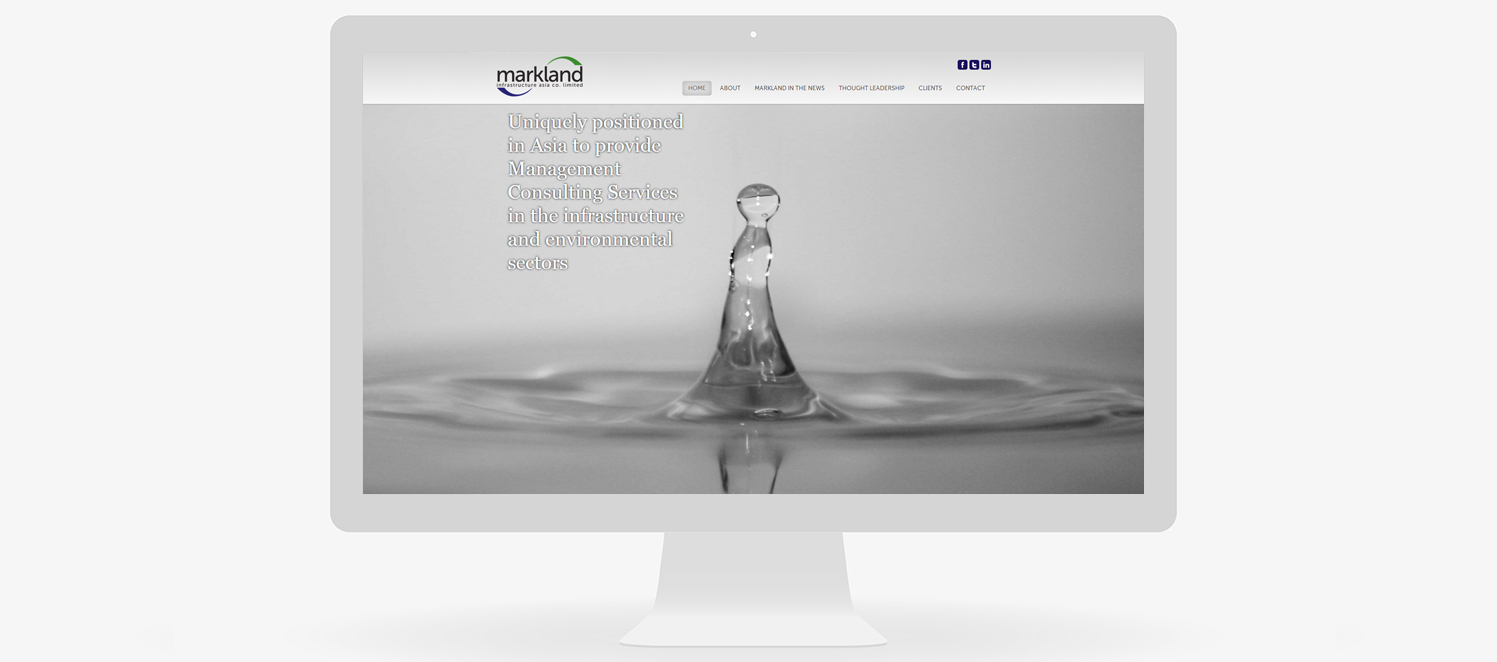 markland
infrastructure asia co. limited
HOME ABOUT MARKLAND IN THE NEWS THOUGHT LEADERSHIP CLIENTS CONTACT
Uniquely positioned
in Asia to provide
Management
Consulting Services
in the infrastructure
and environmental
sectors